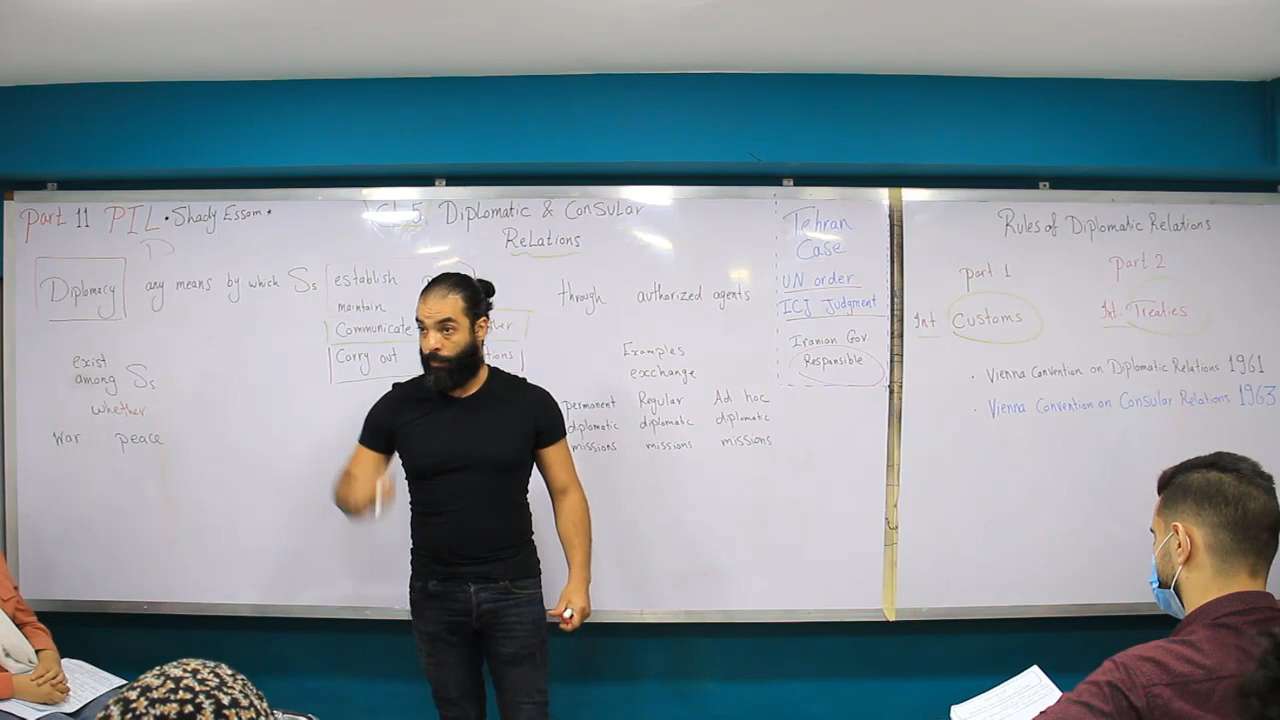 Part 11 PIL • Shady Essam •
Ch 5 Diplomatic & Consular
Relations
Diplomacy any means by which Ss
establish
maintain
Communicate
Carry out
through authorized agents
exist
among Ss
whether
War peace
Examples
exchange
permanent
diplomatic
missions
Regular
diplomatic
missions
Ad hoc
diplomatic
missions
Tehran
Case
UN order
ICJ Judgment
Iranian Gov.
Responsible
Rules of Diplomatic Relations
part 1
Int Customs
Part 2
Int. Treaties
• Vienna Convention on Diplomatic Relations 1961
• Vienna Convention on Consular Relations 1963